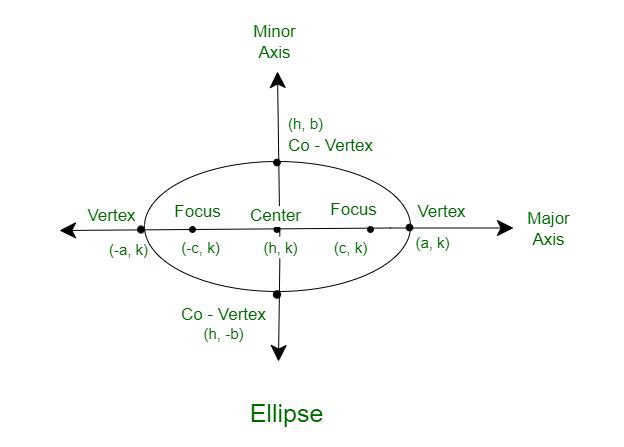 Minor
Axis
(h, b)
Co - Vertex
Vertex
Focus
Center
Focus
Vertex
Major
Axis
(-a, k)
(-c, k)
(h, k)
(c, k)
(a, k)
Co - Vertex
(h, -b)
Ellipse